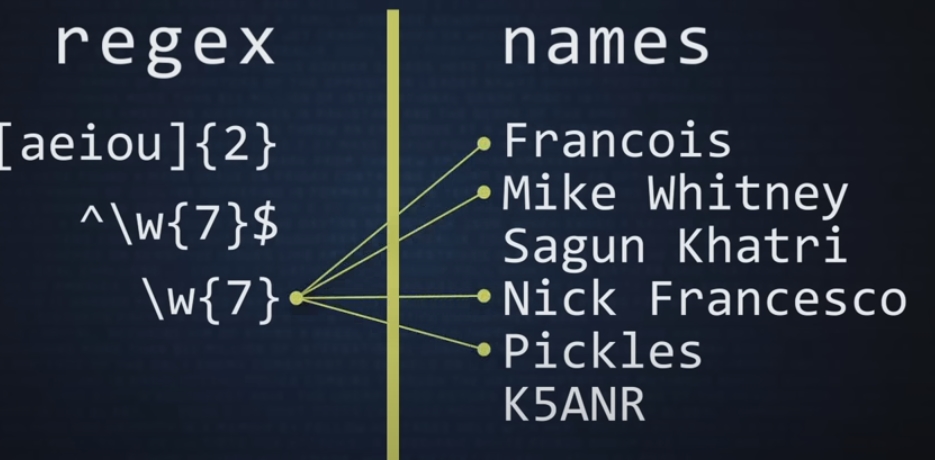 regex
[aeiou]{2}
^\w{7}$
\w{7}
names
Francois
Mike Whitney
Sagun Khatri
Nick Francesco
Pickles
K5ANR